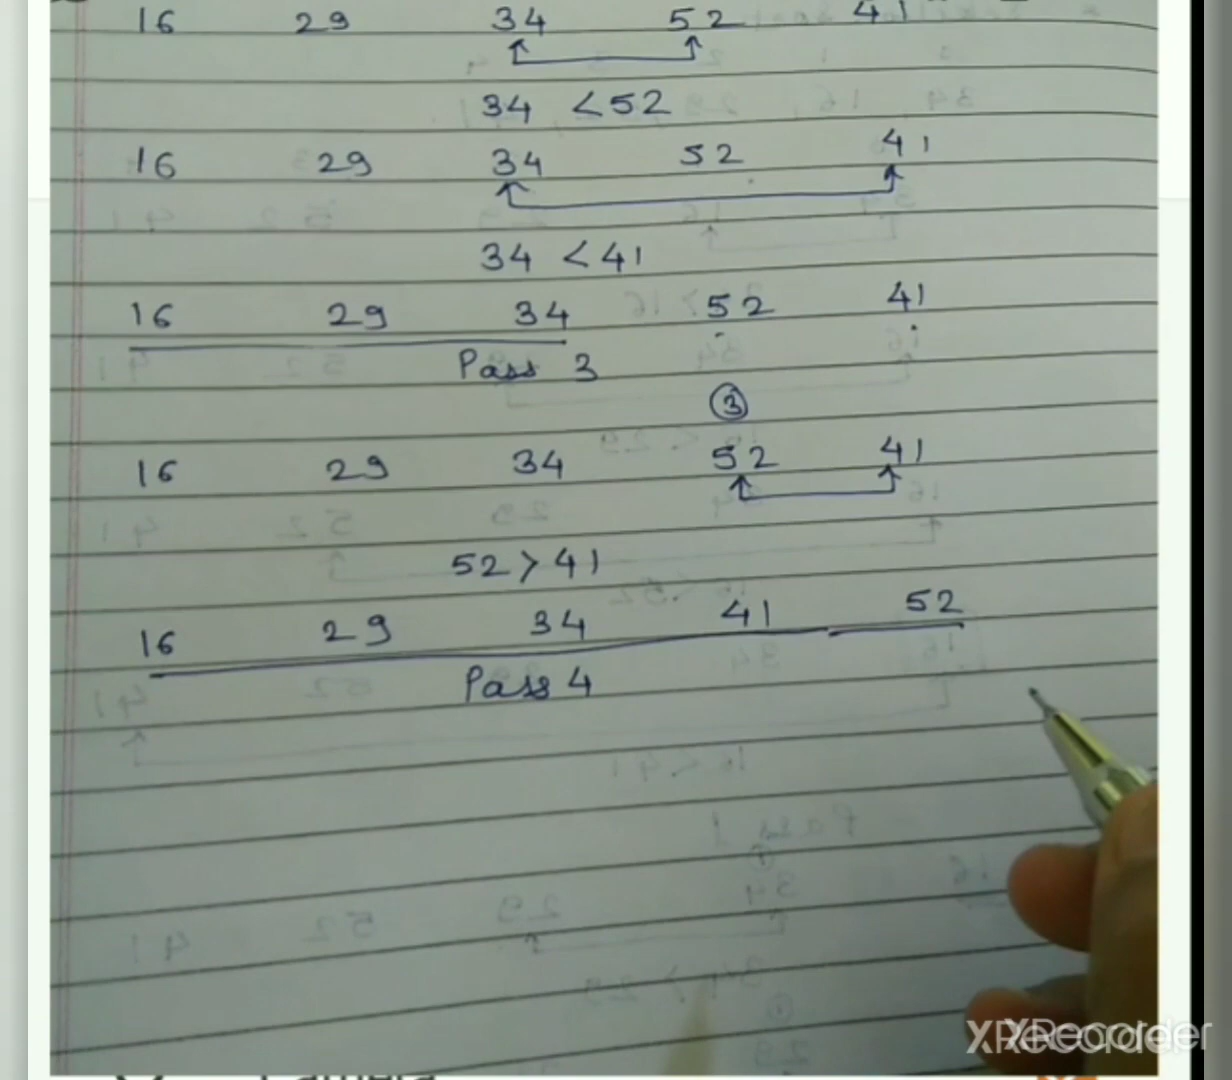 16 29 34 52 41
34 < 52
16 29 34 52 41
34 < 41
16 29 34 52 41
Pass 3
3
16 29 34 52 41
52 > 41
16 29 34 41 52
Pass 4
XRecorder